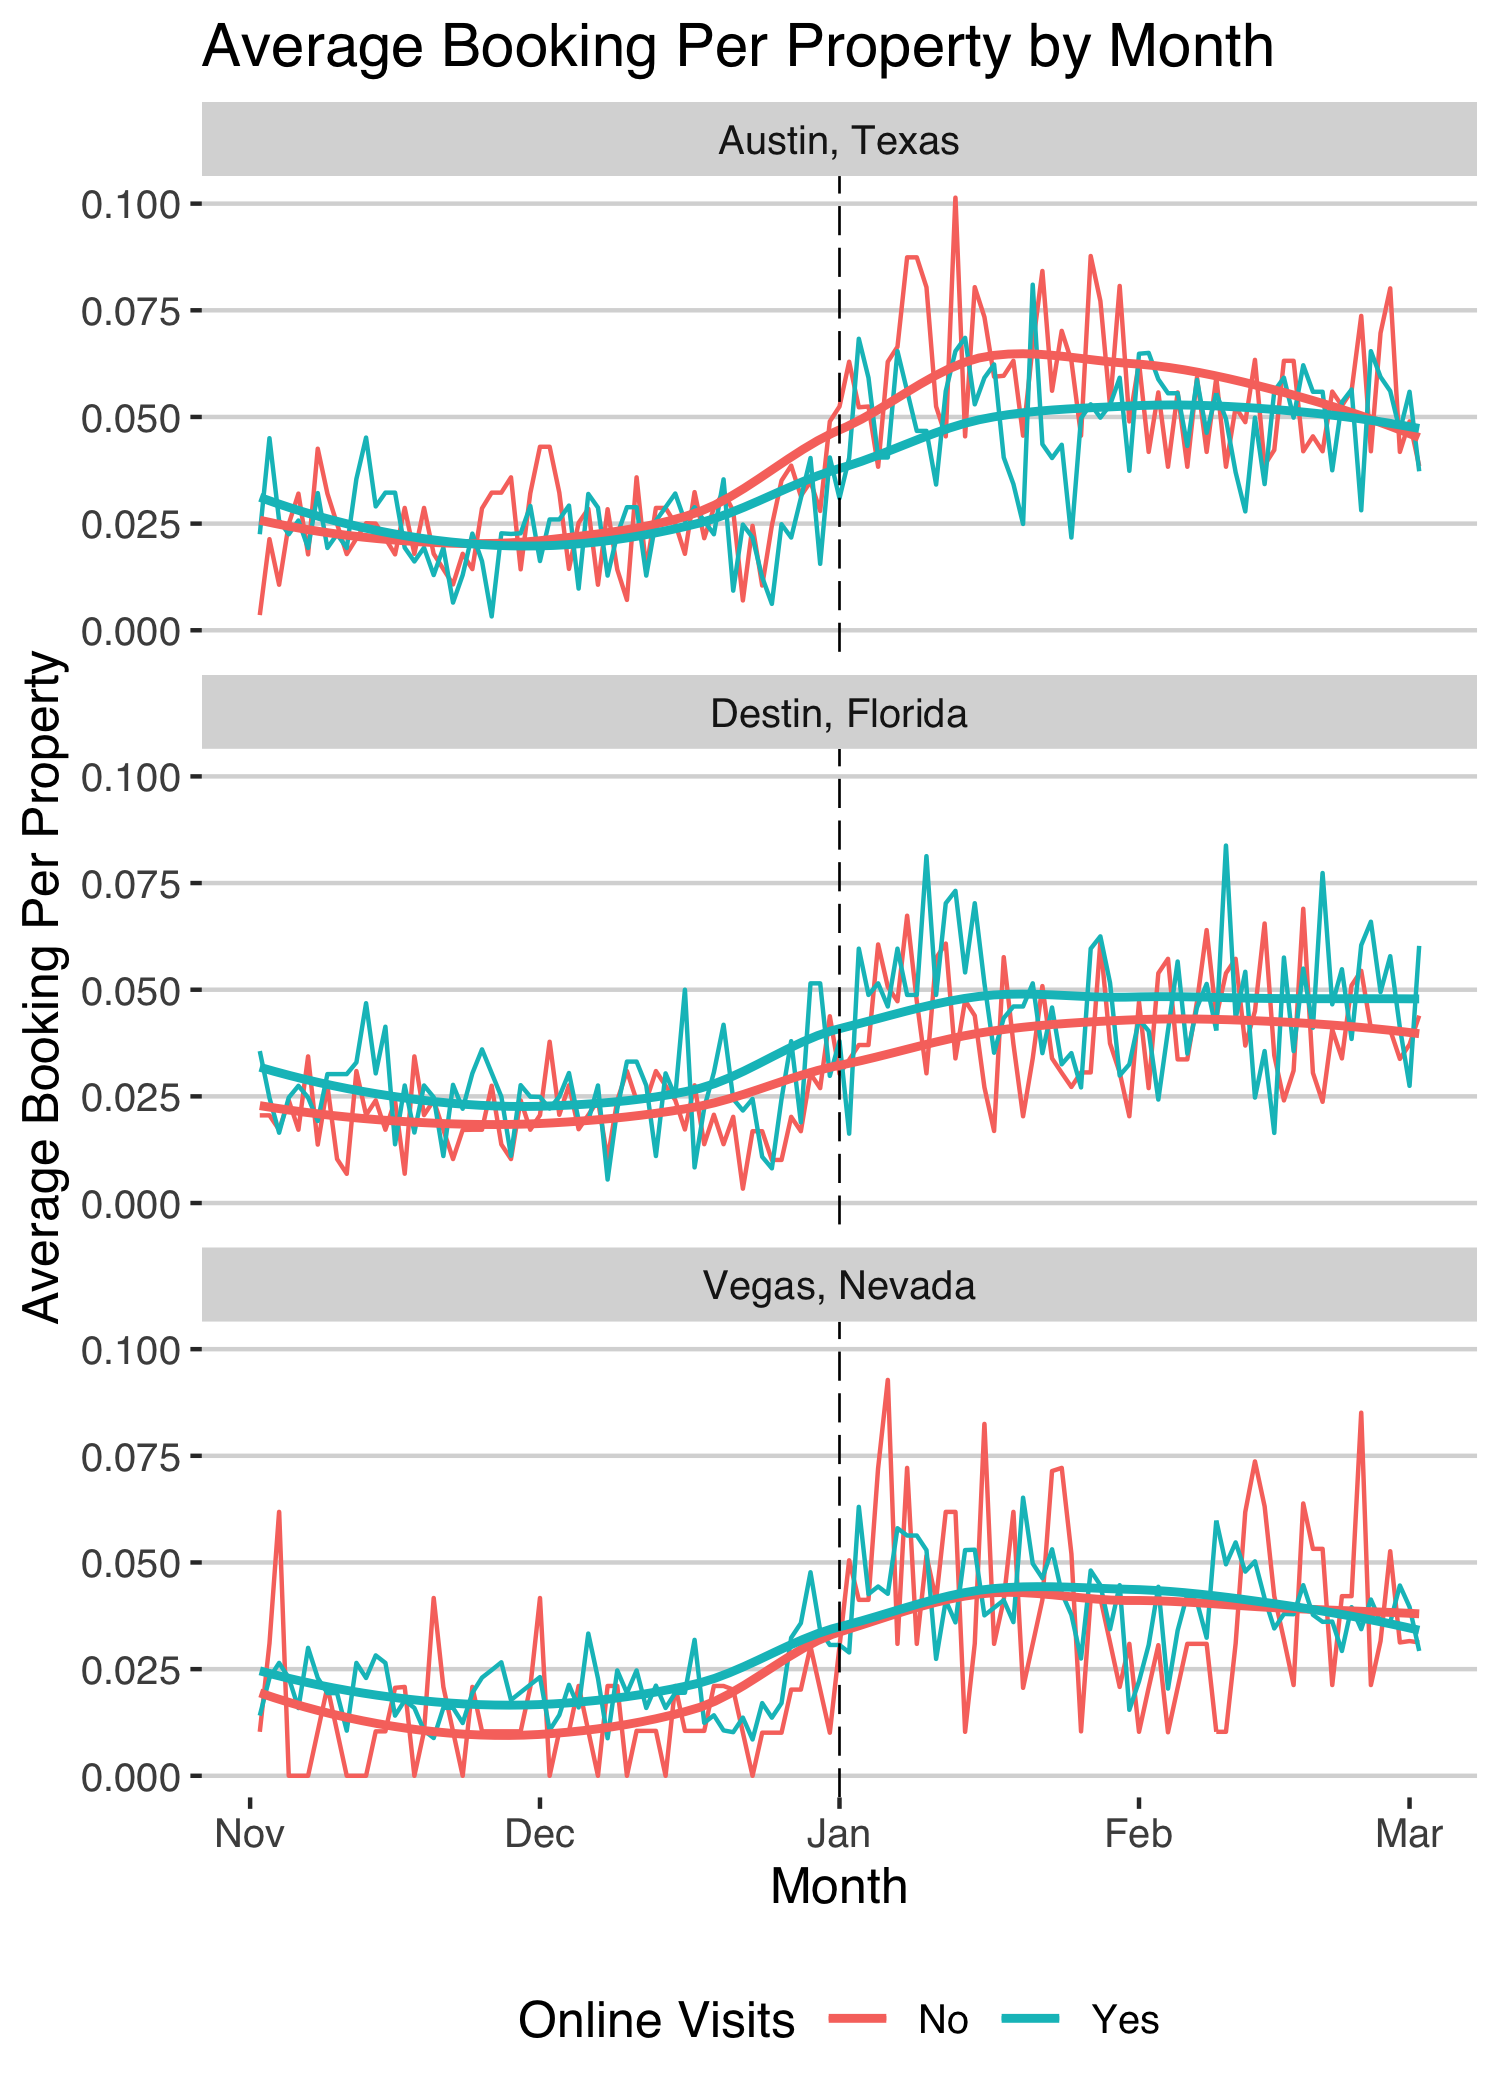 Average Booking Per Property by Month
Austin, Texas
0.100
0.075
0.050
0.025
0.000
Destin, Florida
0.100
0.075
0.050
0.025
0.000
Vegas, Nevada
0.100
0.075
0.050
0.025
0.000
Average Booking Per Property
Nov Dec Jan Feb Mar
Month
Online Visits No Yes